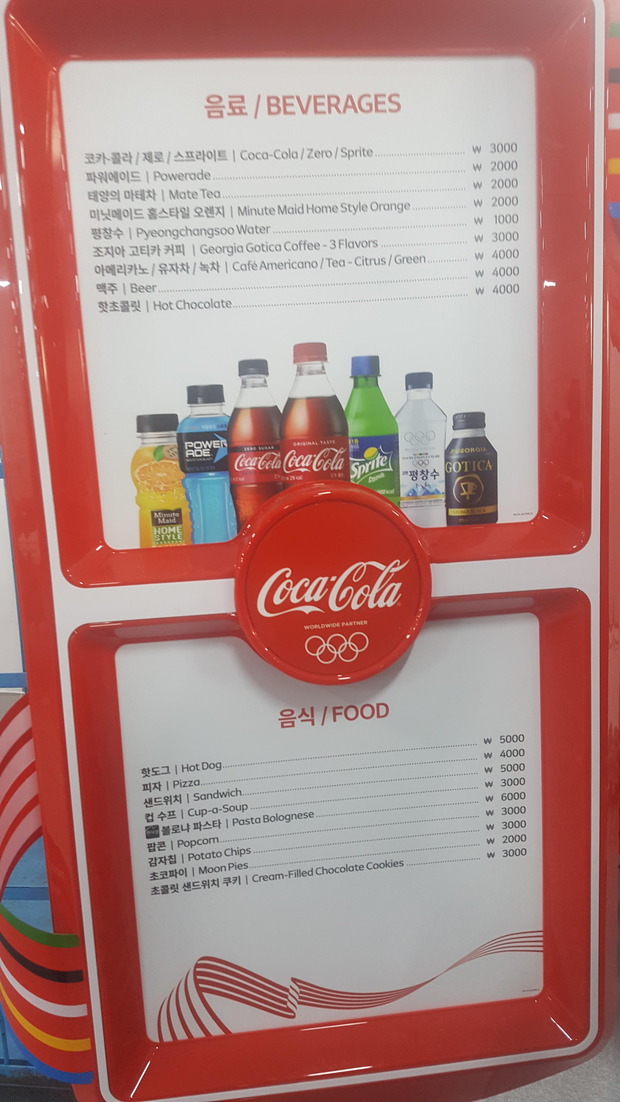 음료 / BEVERAGES
코카-콜라 / 제로 / 스프라이트 | Coca-Cola / Zero / Sprite ₩ 3000
파워에이드 | Powerade ₩ 2000
태양의 마테차 | Mate Tea ₩ 2000
미닛메이드 홈스타일 오렌지 | Minute Maid Home Style Orange ₩ 2000
평창수 | Pyeongchangsoo Water ₩ 1000
조지아 고티카 커피 | Georgia Gotica Coffee - 3 Flavors ₩ 3000
아메리카노 / 유자차 / 녹차 | Café Americano / Tea - Citrus / Green ₩ 4000
맥주 | Beer ₩ 4000
핫초콜릿 | Hot Chocolate ₩ 4000
Minute Maid
HOME STYLE
POWERADE
ZERO SUGAR
Coca-Cola
ORIGINAL TASTE
Coca-Cola
Sprite
평창수
GEORGIA
GOTICA
Coca-Cola
WORLDWIDE PARTNER
음식 / FOOD
핫도그 | Hot Dog ₩ 5000
피자 | Pizza ₩ 4000
샌드위치 | Sandwich ₩ 5000
컵 수프 | Cup-a-Soup ₩ 3000
볼로냐 파스타 | Pasta Bolognese ₩ 6000
팝콘 | Popcorn ₩ 3000
감자칩 | Potato Chips ₩ 3000
초코파이 | Moon Pies ₩ 2000
초콜릿 샌드위치 쿠키 | Cream-Filled Chocolate Cookies ₩ 3000